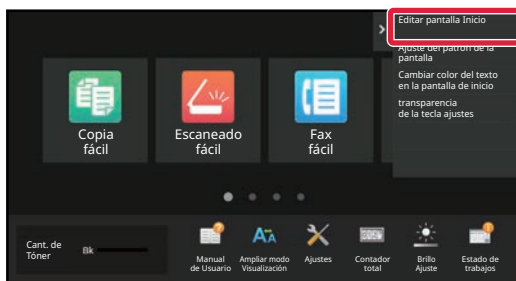 Editar pantalla Inicio
Ajuste del patrón de la
pantalla
Cambiar color del texto
en la pantalla de inicio
transparencia
de la tecla ajustes
Copia
fácil
Escaneado
fácil
Fax
fácil
Cant. de
Tóner
Bk
Manual
de Usuario
Ampliar modo
Visualización
Ajustes
Contador
total
Brillo
Ajuste
Estado de
trabajos